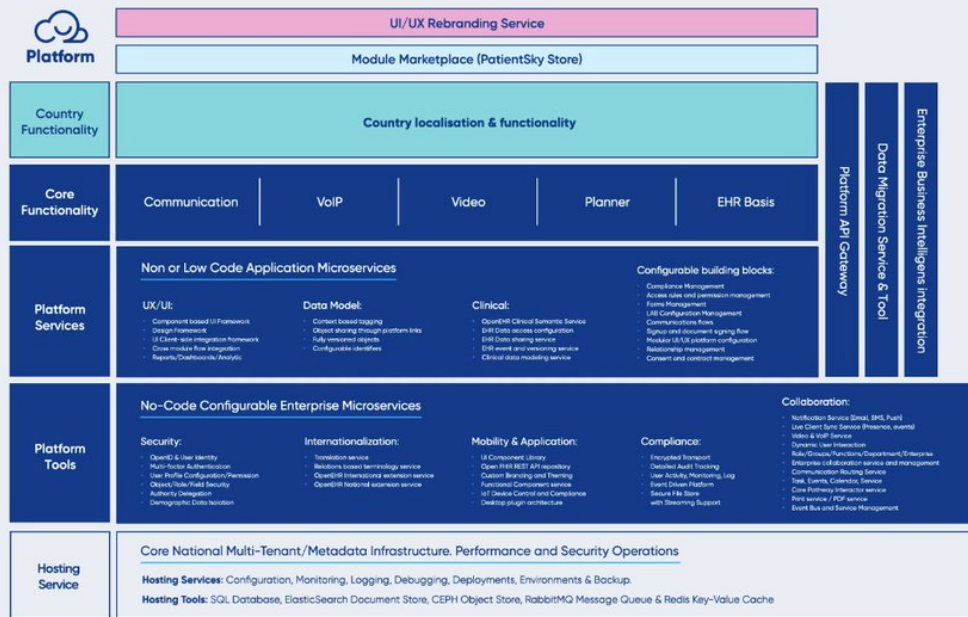 Platform
UI/UX Rebranding Service
Module Marketplace (PatientSky Store)
Country
Functionality
Country localisation & functionality
Core
Functionality
Communication
VoIP
Video
Planner
EHR Basis
Platform
Services
Non or Low Code Application Microservices
UX/UI:
· Component based UI Framework
· Design Framework
· UI Client-side integration framework
· Cross module flow integration
· Reports/Dashboards/Analytic
Data Model:
· Context based tagging
· Object sharing through platform links
· Fully versioned objects
· Configurable identifiers
Clinical:
· OpenEHR Clinical Semantic Service
· EHR Data access configuration
· EHR Data sharing service
· EHR event and versioning service
· Clinical data modeling service
Configurable building blocks:
· Compliance Management
· Access rules and permission management
· Forms Management
· LAB Configuration Management
· Communications flows
· Signup and document signing flow
· Modular UI/UX platform configuration
· Relationship management
· Consent and contract management
Platform API Gateway
Data Migration Service & Tool
Enterprise Business Intelligens integration
Platform
Tools
No-Code Configurable Enterprise Microservices
Security:
· OpenID & User Identity
· Multi-factor Authentication
· User Profile Configuration/Permission
· Object/Role/Field Security
· Authority Delegation
· Demographic Data Isolation
Internationalization:
· Translation service
· Relations based terminology service
· OpenEHR International extension service
· OpenEHR National extension service
Mobility & Application:
· UI Component Library
· Open FHIR REST API repository
· Custom Branding and Theming
· Functional Component service
· IoT Device Control and Compliance
· Desktop plugin architecture
Compliance:
· Encrypted Transport
· Detailed Audit Tracking
· User Activity, Monitoring, Log
· Event Driven Platform
· Secure File Store
with Streaming Support
Collaboration:
· Notification Service (Email, SMS, Push)
· Live Client Sync Service (Presence, events)
· Video & VoIP Service
· Dynamic User Interaction
· Role/Groups/Functions/Department/Enterprise
· Enterprise collaboration service and management
· Communication Routing Service
· Task, Events, Calendar, Service
· Care Pathway Interactor service
· Print service / PDF service
· Event Bus and Service Management
Hosting
Service
Core National Multi-Tenant/Metadata Infrastructure. Performance and Security Operations
Hosting Services: Configuration, Monitoring, Logging, Debugging, Deployments, Environments & Backup.
Hosting Tools: SQL Database, ElasticSearch Document Store, CEPH Object Store, RabbitMQ Message Queue & Redis Key-Value Cache